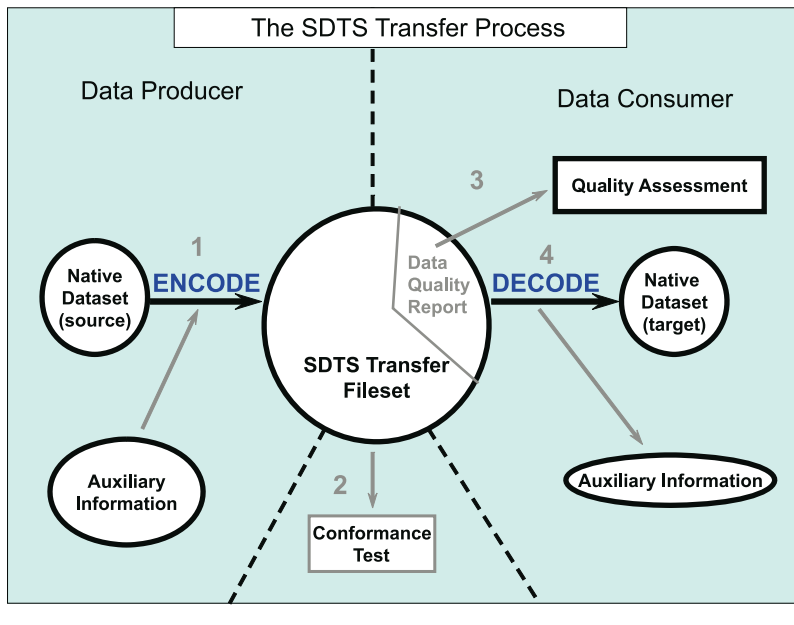 The SDTS Transfer Process
Data Producer
Data Consumer
3
Quality Assessment
1
ENCODE
Native
Dataset
(source)
Data
Quality
Report
4
DECODE
Native
Dataset
(target)
SDTS Transfer
Fileset
Auxiliary
Information
2
Conformance
Test
Auxiliary Information